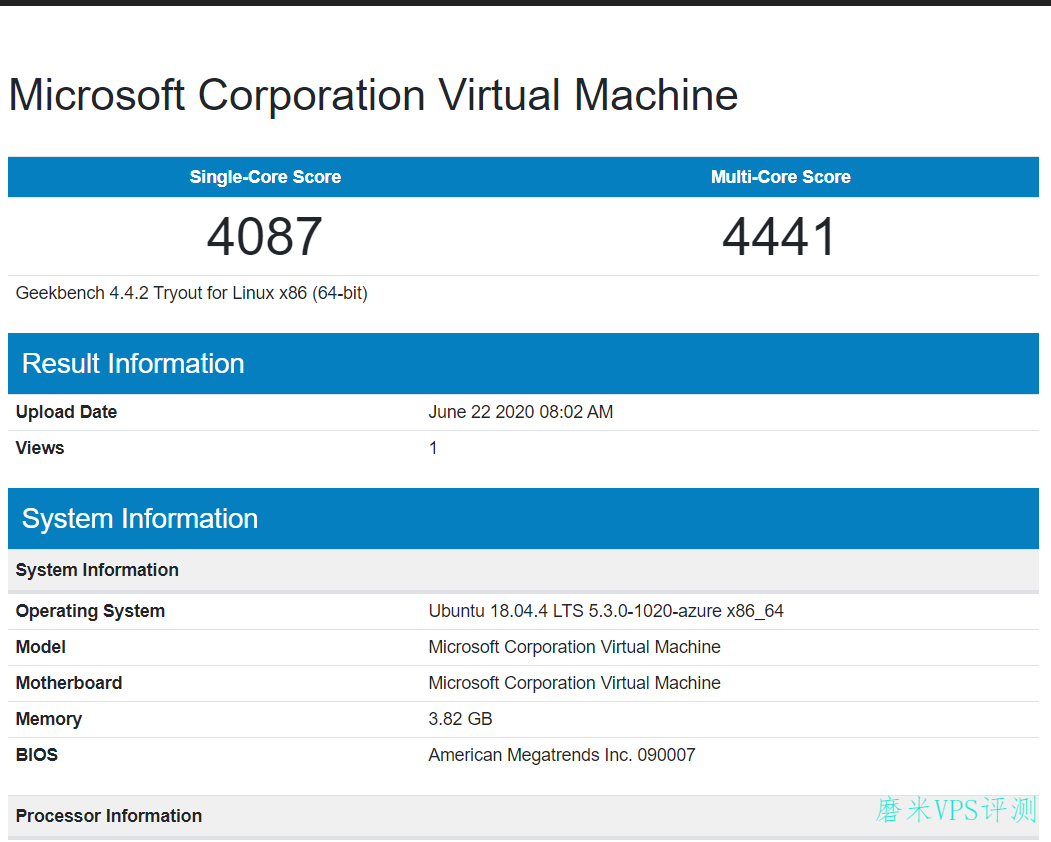 Microsoft Corporation Virtual Machine
Single-Core Score Multi-Core Score
4087 4441
Geekbench 4.4.2 Tryout for Linux x86 (64-bit)
Result Information
Upload Date June 22 2020 08:02 AM
Views 1
System Information
System Information
Operating System Ubuntu 18.04.4 LTS 5.3.0-1020-azure x86_64
Model Microsoft Corporation Virtual Machine
Motherboard Microsoft Corporation Virtual Machine
Memory 3.82 GB
BIOS American Megatrends Inc. 090007
Processor Information
磨米VPS评测